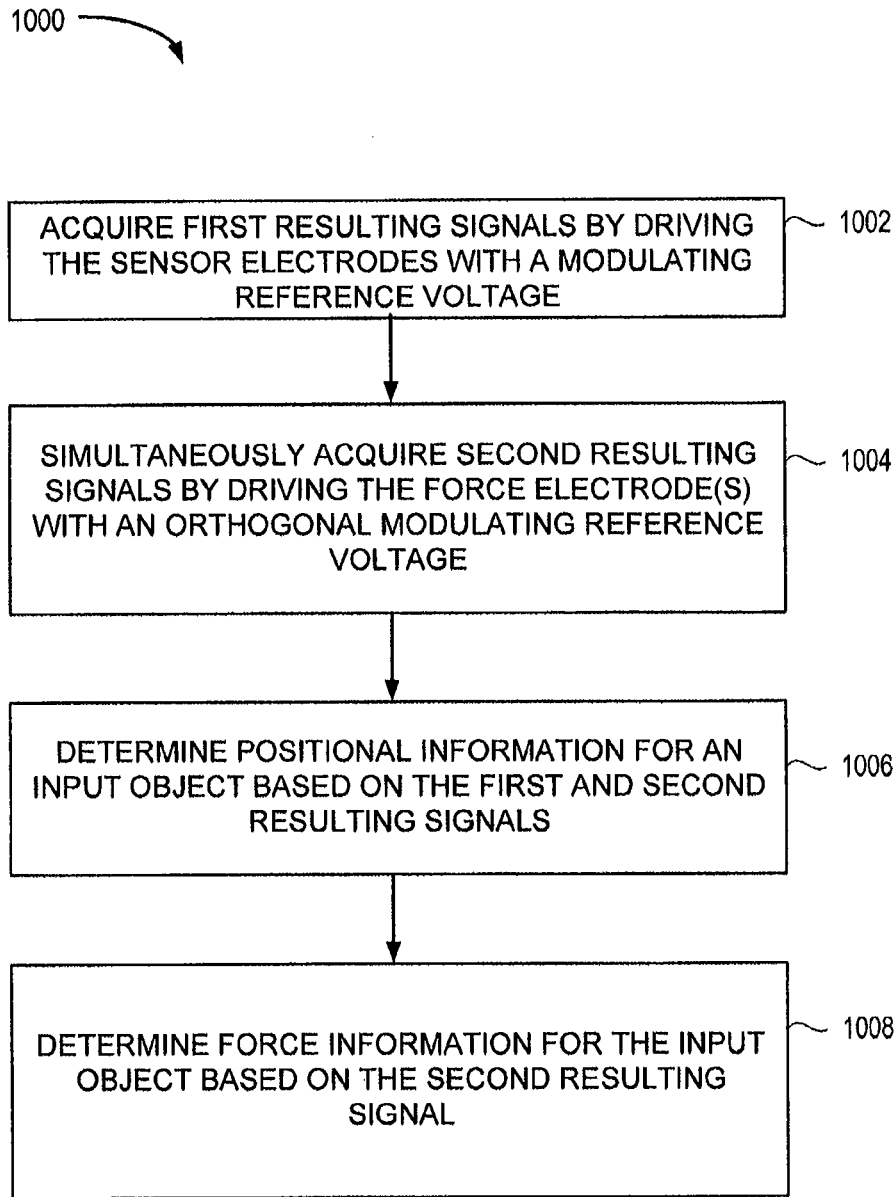 1000
ACQUIRE FIRST RESULTING SIGNALS BY DRIVING
THE SENSOR ELECTRODES WITH A MODULATING
REFERENCE VOLTAGE
1002
SIMULTANEOUSLY ACQUIRE SECOND RESULTING
SIGNALS BY DRIVING THE FORCE ELECTRODE(S)
WITH AN ORTHOGONAL MODULATING REFERENCE
VOLTAGE
1004
DETERMINE POSITIONAL INFORMATION FOR AN
INPUT OBJECT BASED ON THE FIRST AND SECOND
RESULTING SIGNALS
1006
DETERMINE FORCE INFORMATION FOR THE INPUT
OBJECT BASED ON THE SECOND RESULTING
SIGNAL
1008